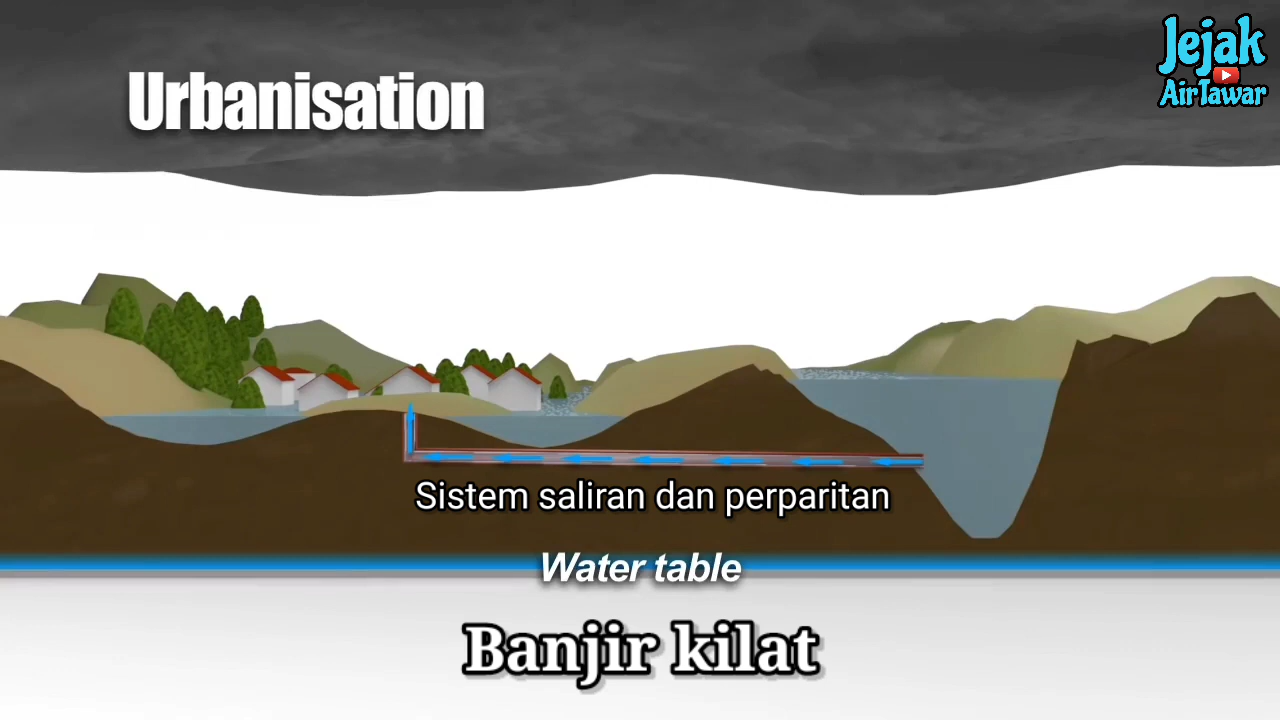 Jejak
AirTawar
Urbanisation
Sistem saliran dan perparitan
Water table
Banjir kilat